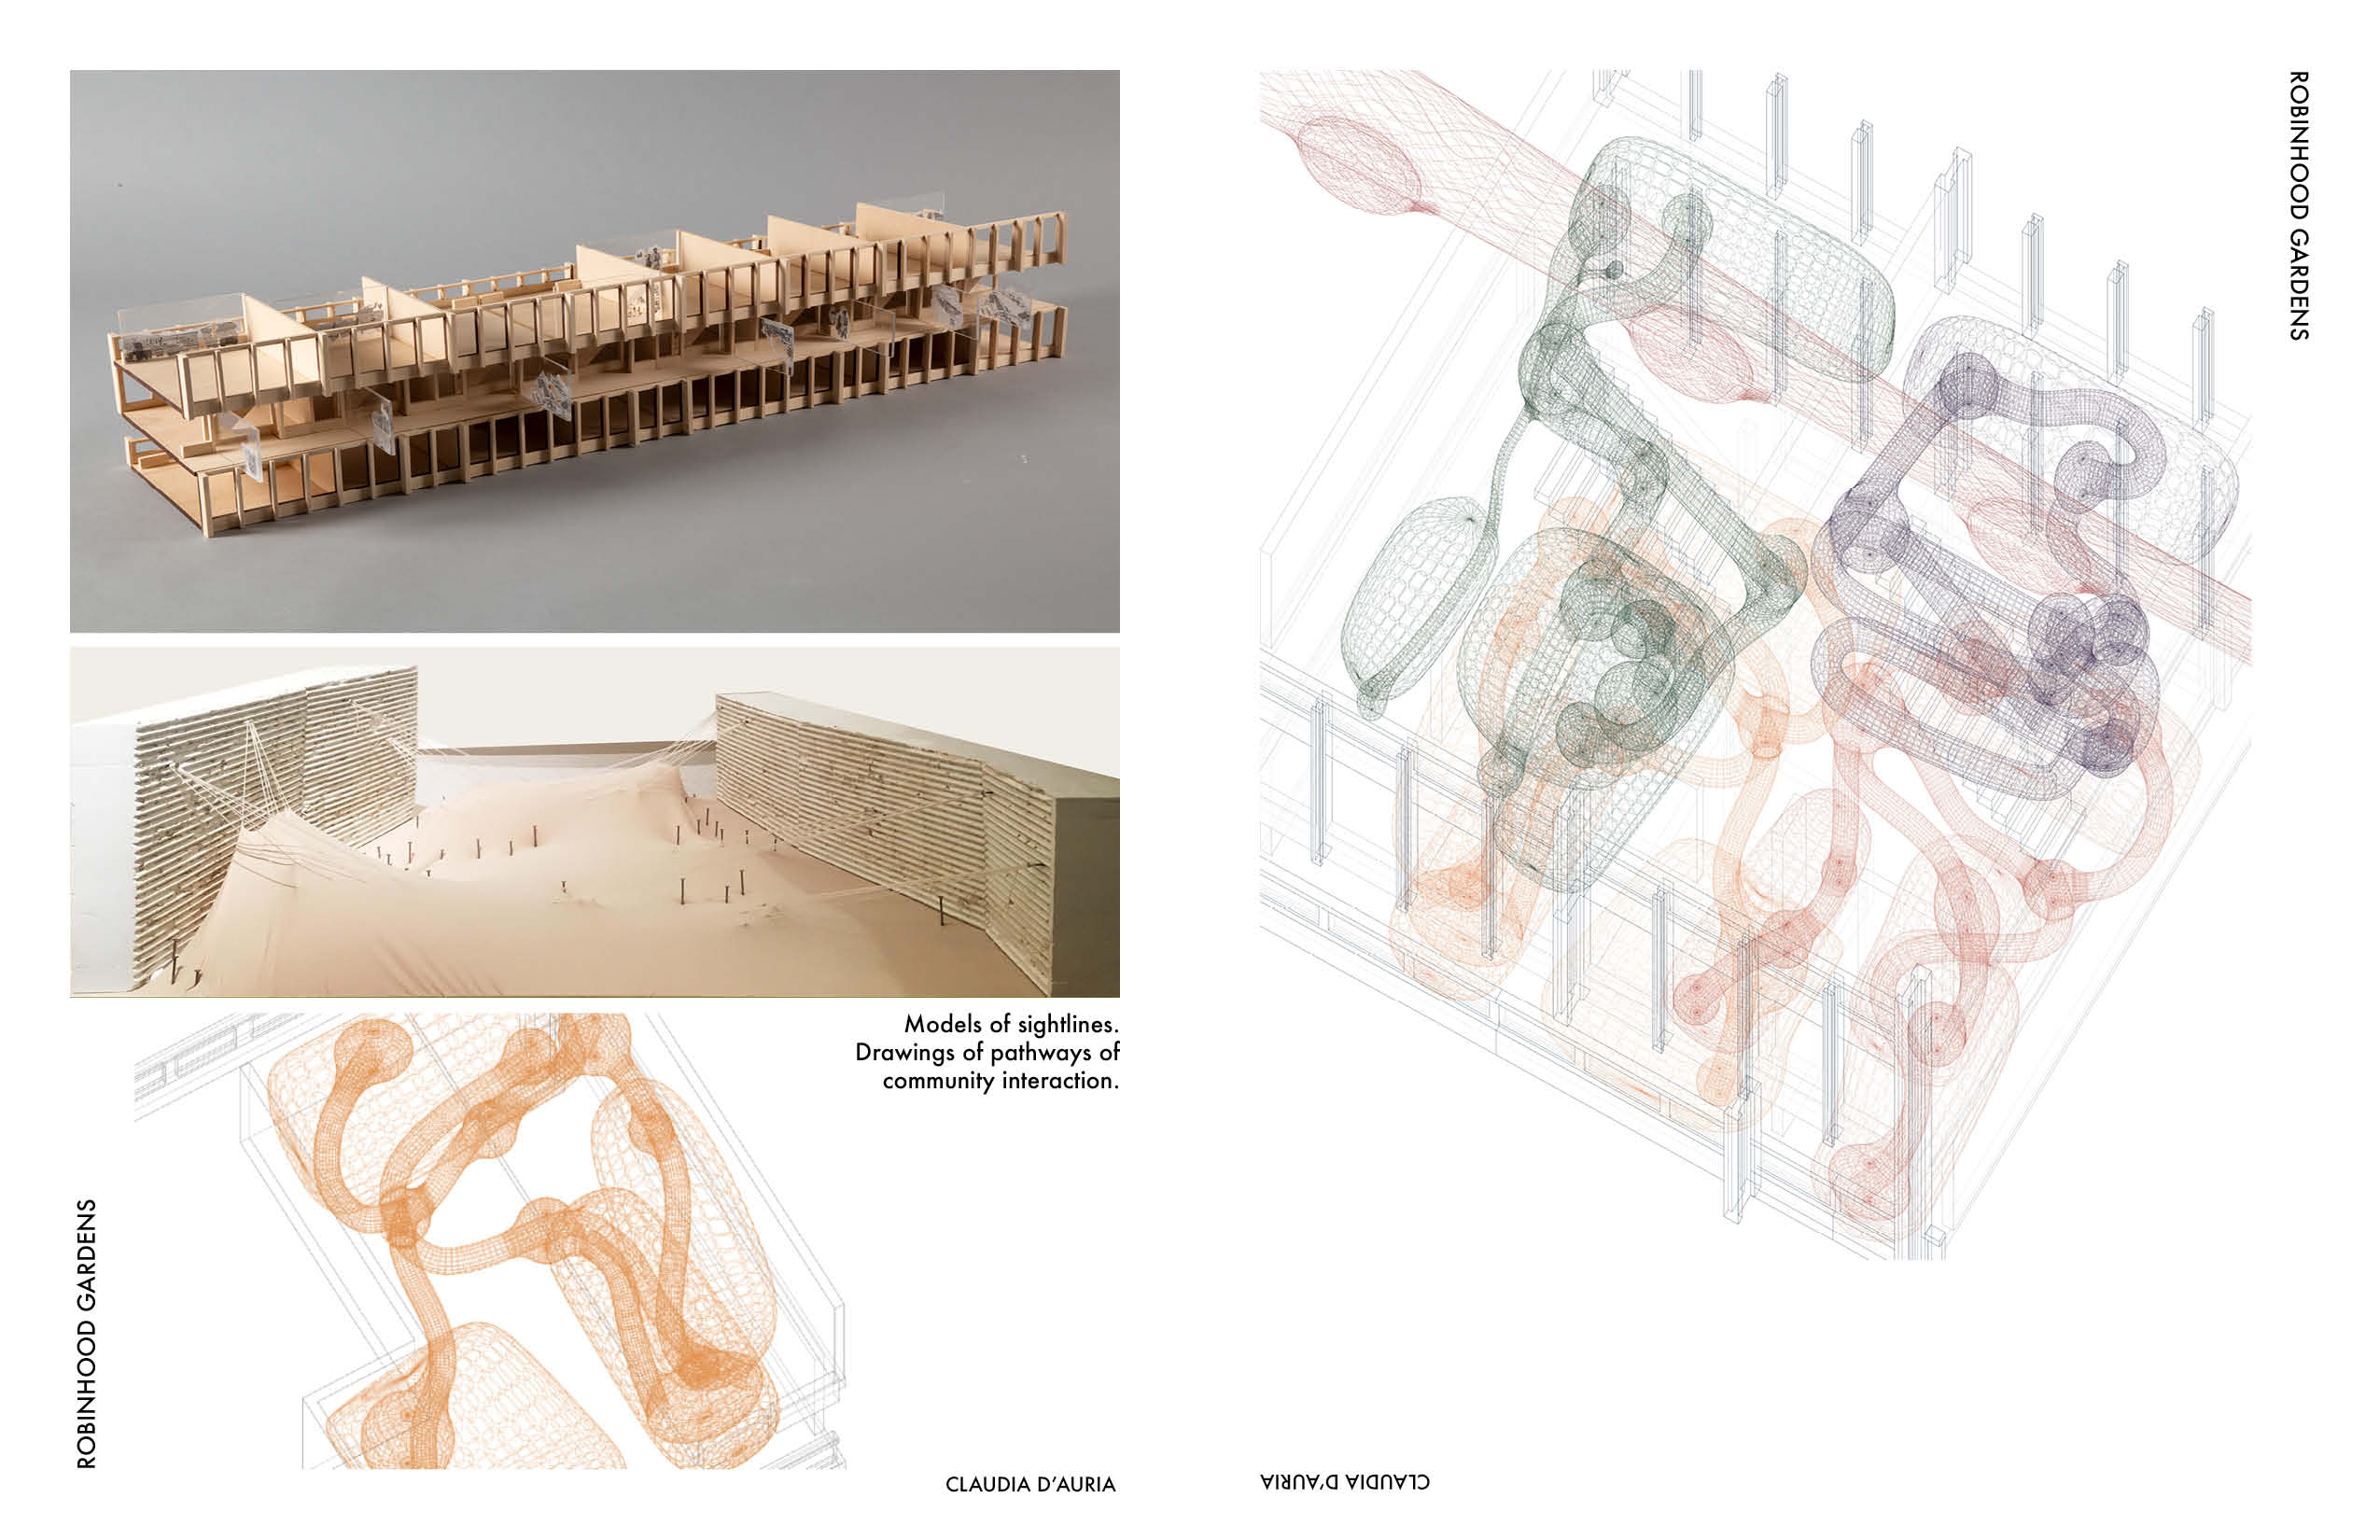 ROBINHOOD GARDENS
Models of sightlines.
Drawings of pathways of
community interaction.
ROBINHOOD GARDENS
CLAUDIA D'AURIA
CLAUDIA D'AURIA